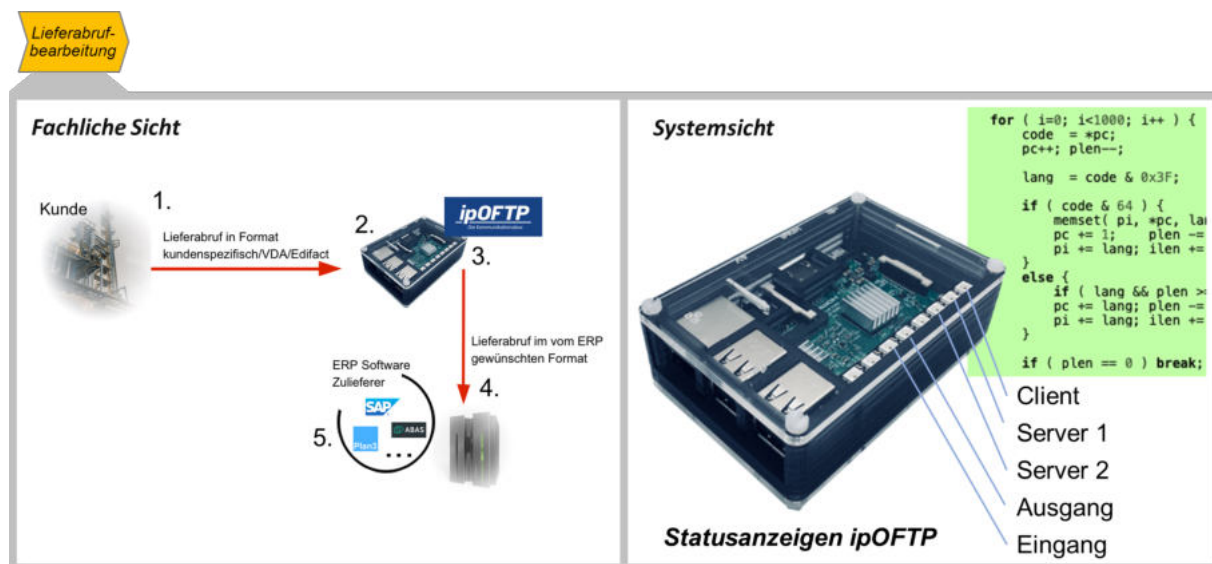 Lieferabruf-
bearbeitung
Fachliche Sicht
Kunde
1.
Lieferabruf in Format
kundenspezifisch/VDA/Edifact
2.
ipOFTP
3.
Lieferabruf im vom ERP
gewünschten Format
4.
ERP Software
Zulieferer
SAP
ABAS
Plan3
5.
...
Systemsicht
for ( i=0; i<1000; i++ ) {
code = *pc;
pc++; plen--;
lang = code & 0x3F;
if ( code & 64 ) {
memset( pi, *pc, lan
pc += 1; plen -=
pi += lang; ilen +=
}
else {
if ( lang && plen >=
pc += lang; plen -=
pi += lang; ilen +=
}
if ( plen == 0 ) break;
Client
Server 1
Server 2
Ausgang
Eingang
Statusanzeigen ipOFTP